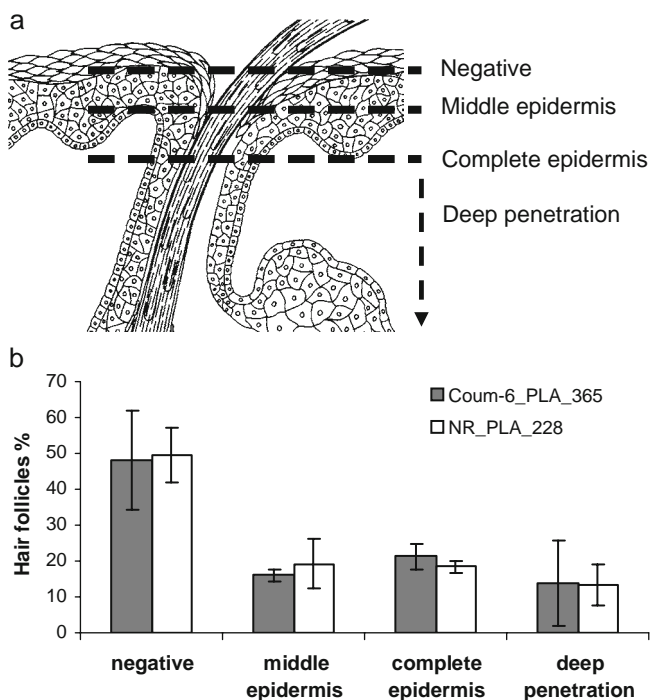 a
Negative
Middle epidermis
Complete epidermis
Deep penetration
b
70
60
50
40
30
20
10
0
Hair follicles %
Coum-6_PLA_365
NR_PLA_228
negative
middle
epidermis
complete
epidermis
deep
penetration